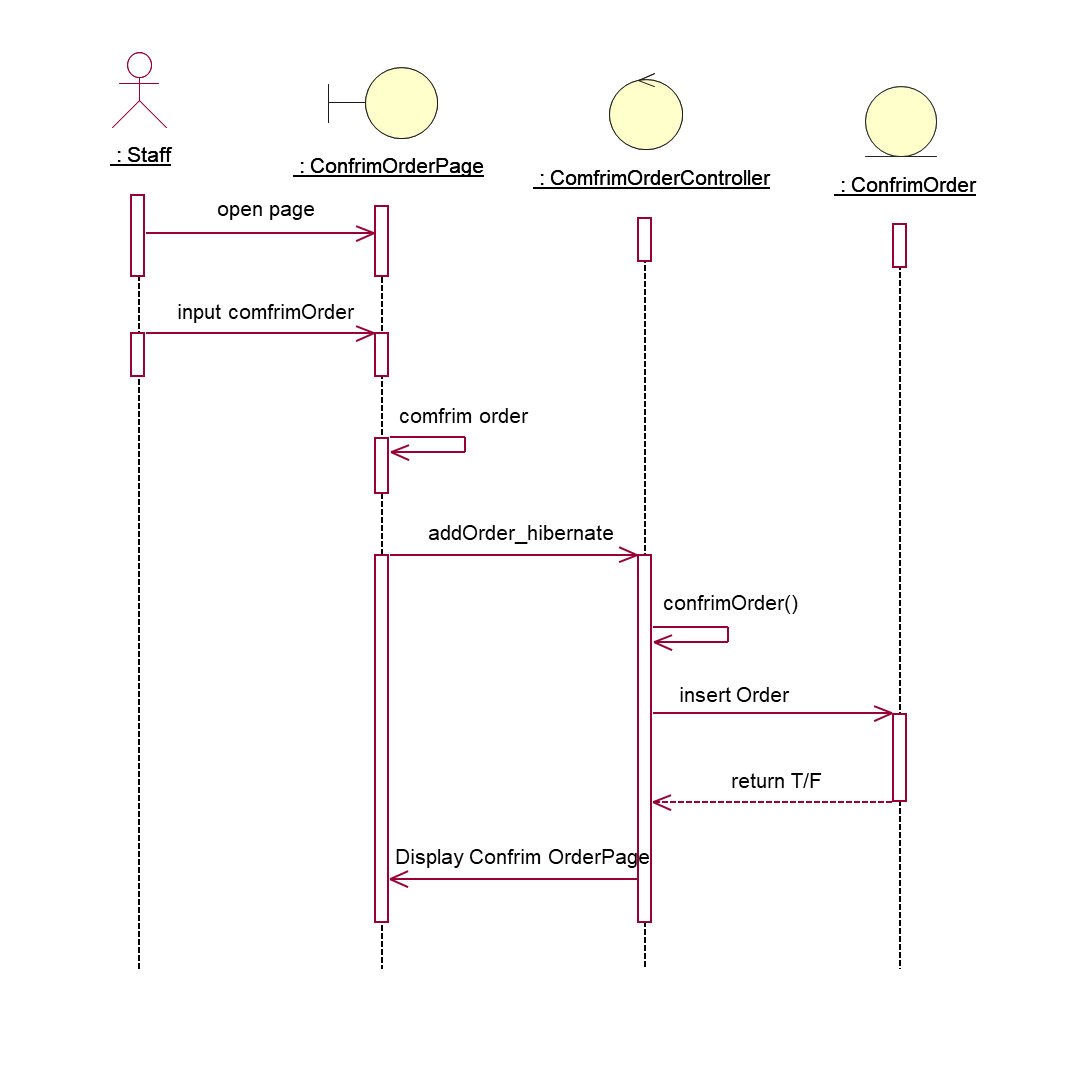 : Staff
: ConfrimOrderPage
: ComfrimOrderController
: ConfrimOrder
open page
input comfrimOrder
comfrim order
addOrder_hibernate
confrimOrder()
insert Order
return T/F
Display Confrim OrderPage